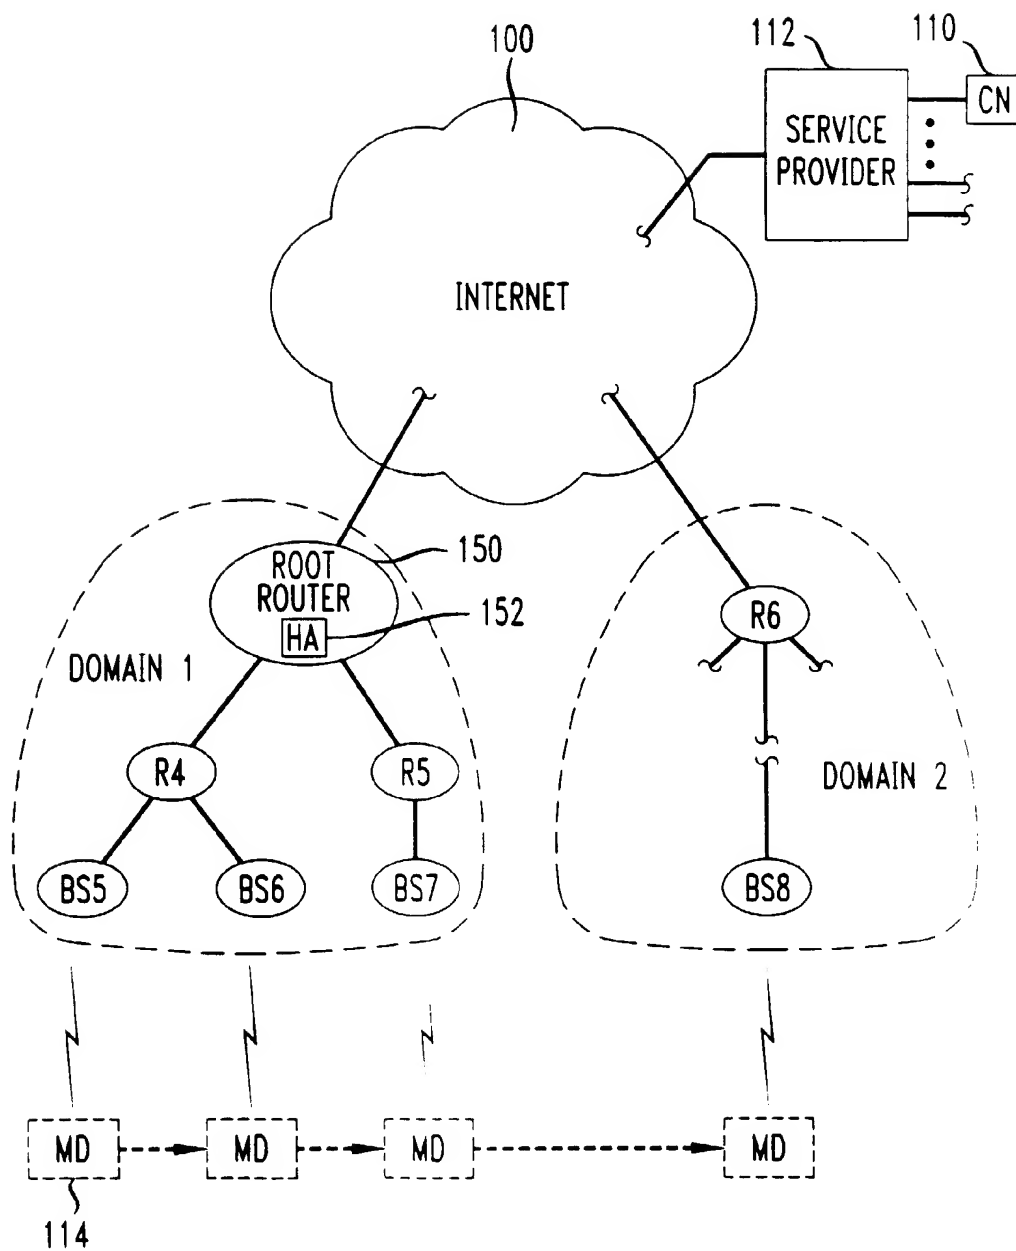 100
112
110
CN
SERVICE
PROVIDER
INTERNET
150
ROOT
ROUTER
HA
152
R6
DOMAIN 1
R4
R5
DOMAIN 2
BS5
BS6
BS7
BS8
MD
MD
MD
MD
114